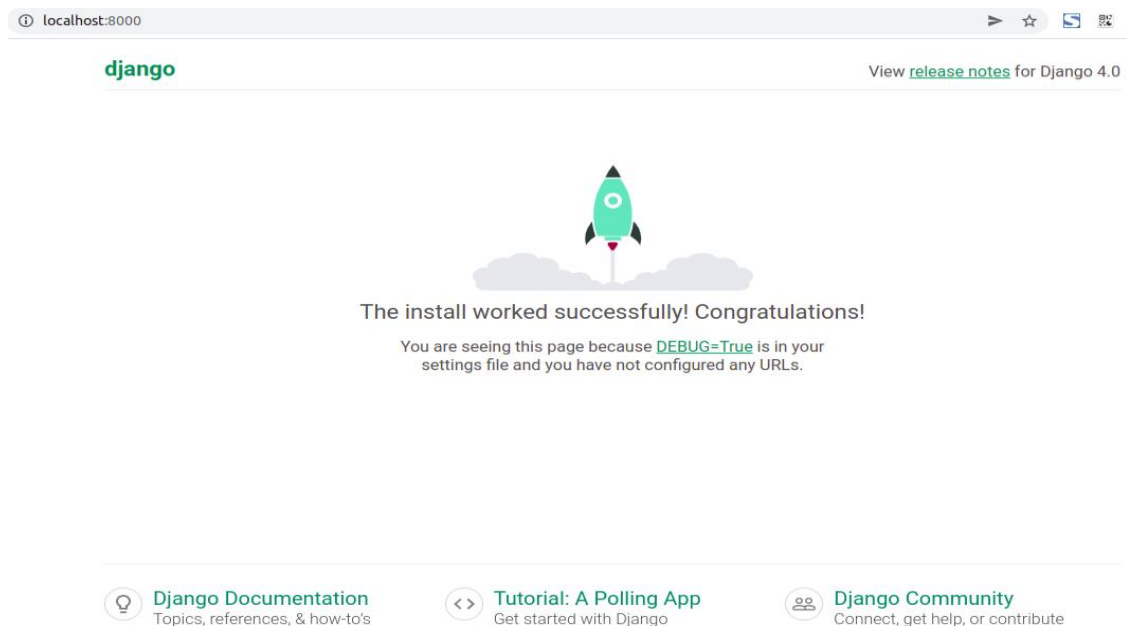 localhost:8000
django
View release notes for Django 4.0
The install worked successfully! Congratulations!
You are seeing this page because DEBUG=True is in your
settings file and you have not configured any URLs.
Django Documentation
Topics, references, & how-to's
Tutorial: A Polling App
Get started with Django
Django Community
Connect, get help, or contribute